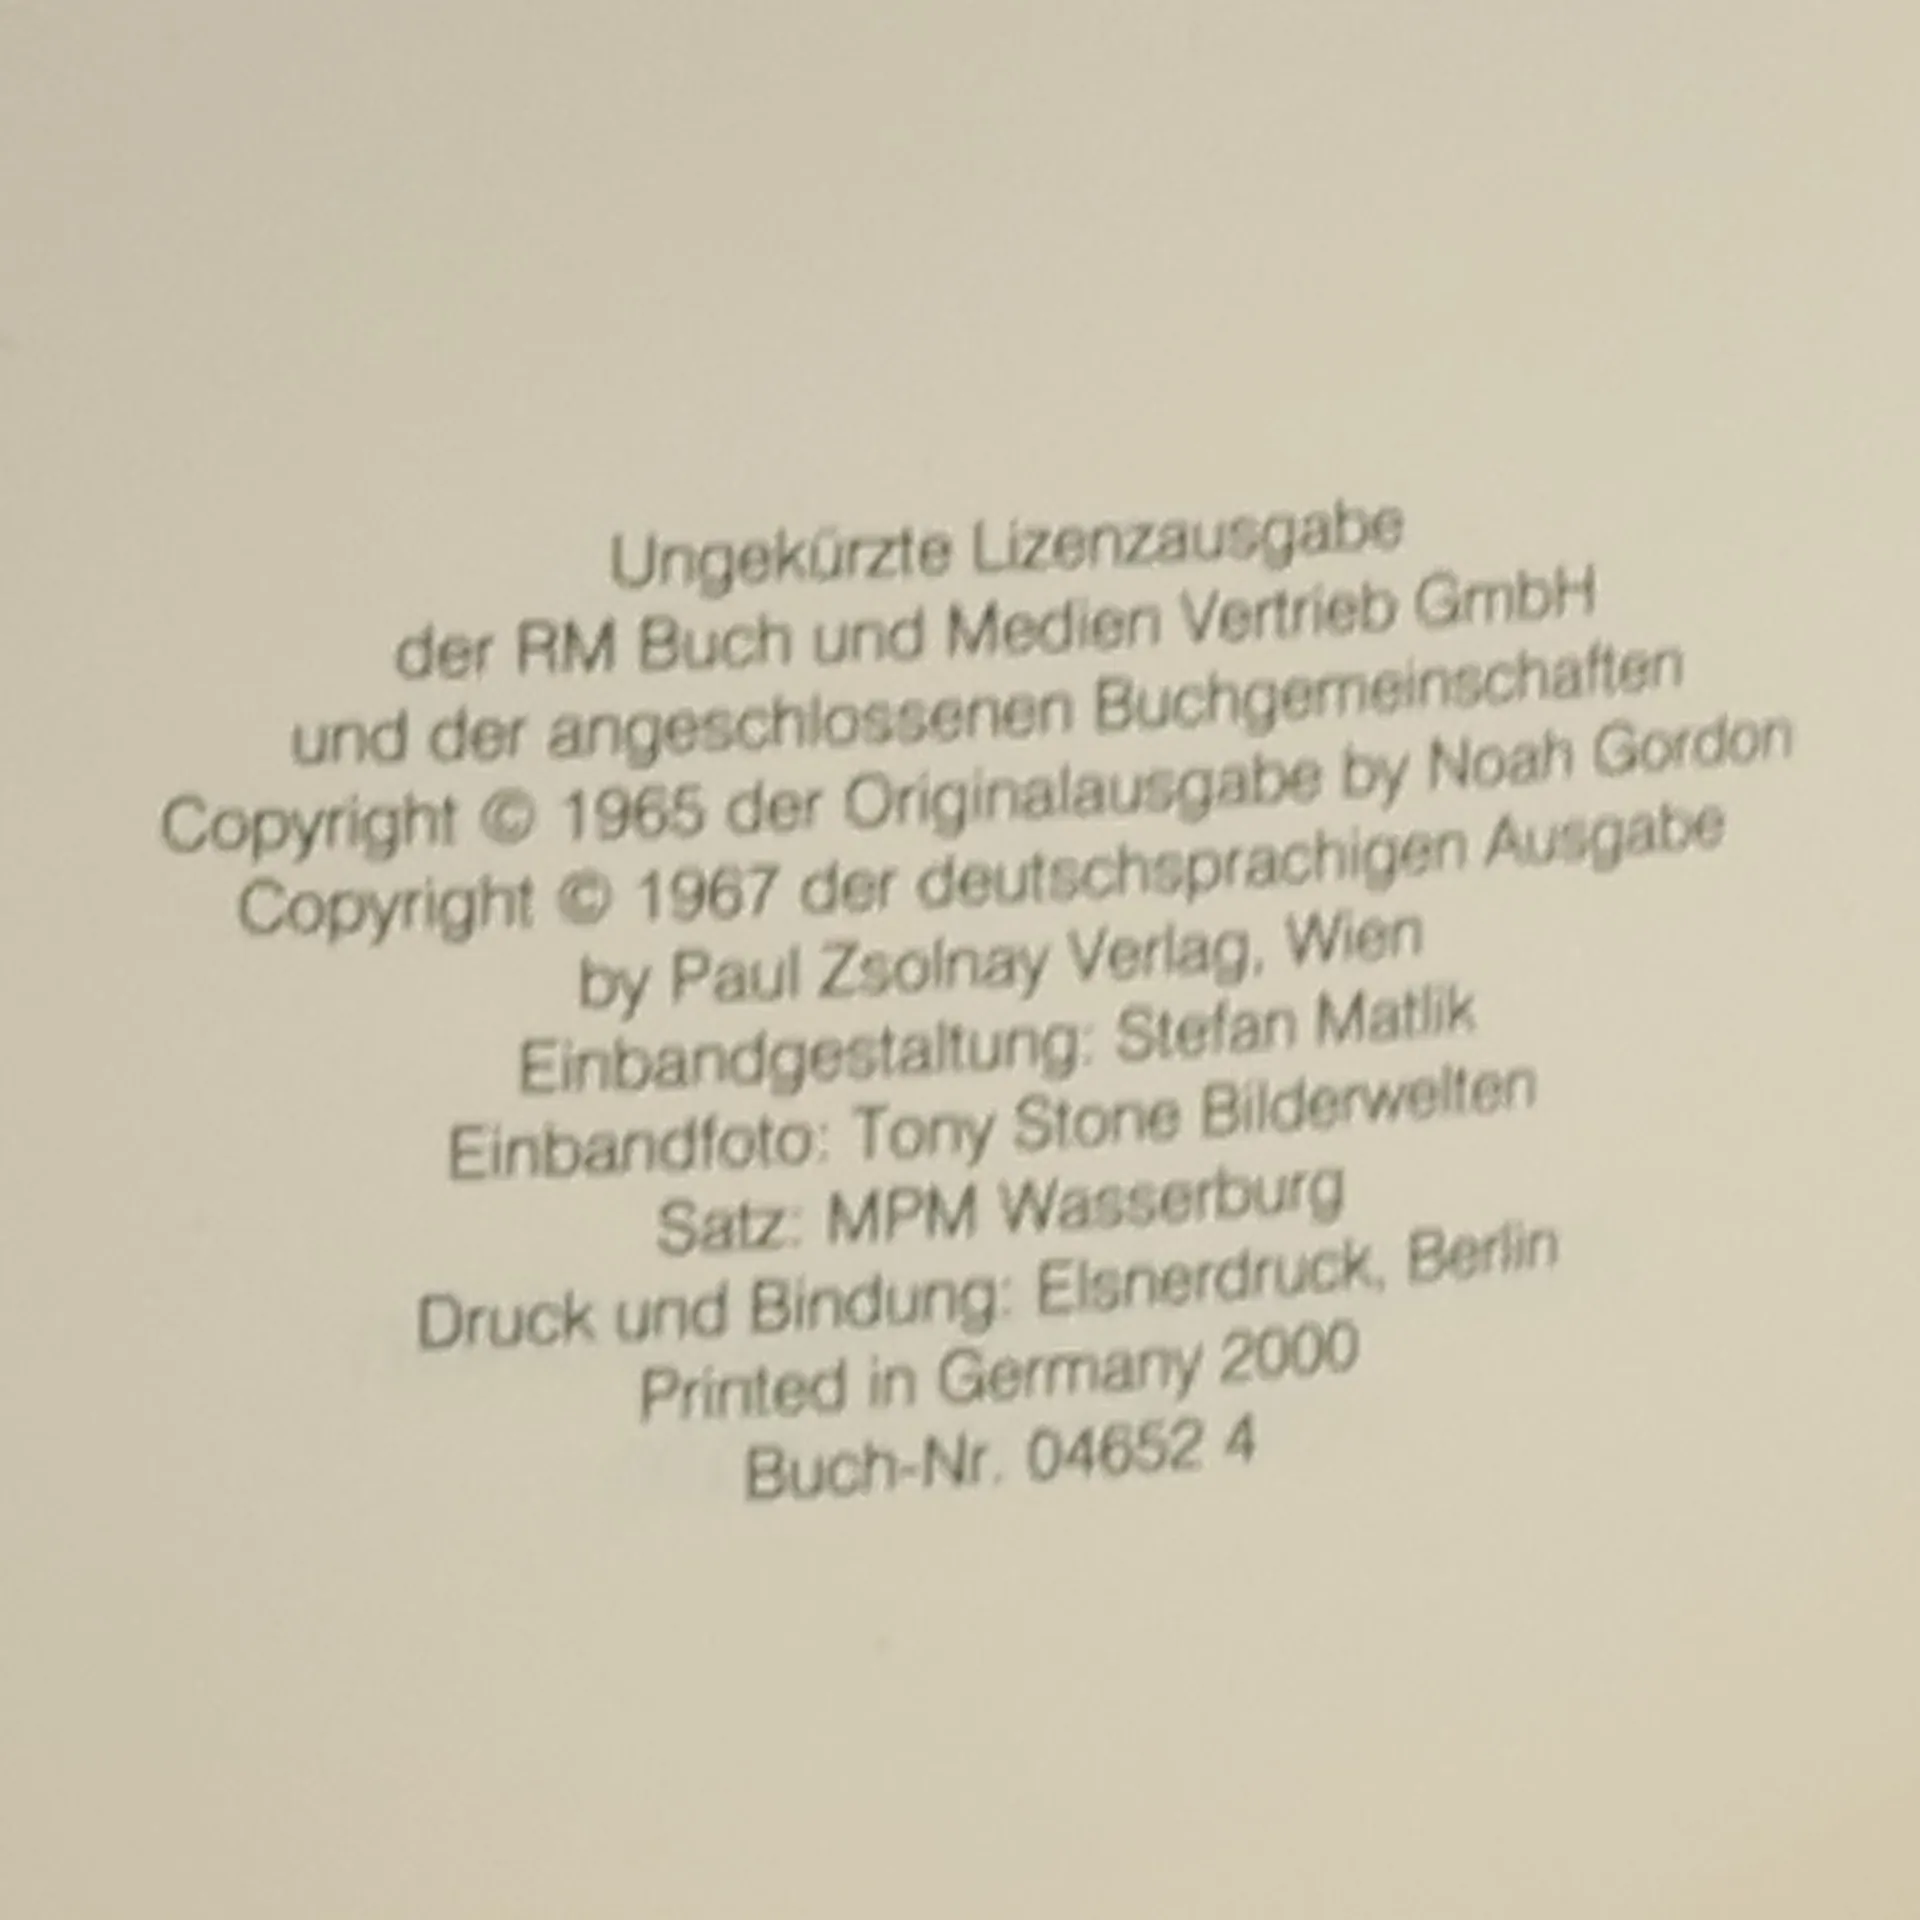 Ungekürzte Lizenzausgabe
der RM Buch und Medien Vertrieb GmbH
und der angeschlossenen Buchgemeinschaften
Copyright © 1965 der Originalausgabe by Noah Gordon
Copyright © 1967 der deutschsprachigen Ausgabe
by Paul Zsolnay Verlag, Wien
Einbandgestaltung: Stefan Matlik
Einbandfoto: Tony Stone Bilderwelten
Satz: MPM Wasserburg
Druck und Bindung: Elsnerdruck, Berlin
Printed in Germany 2000
Buch-Nr. 04652 4